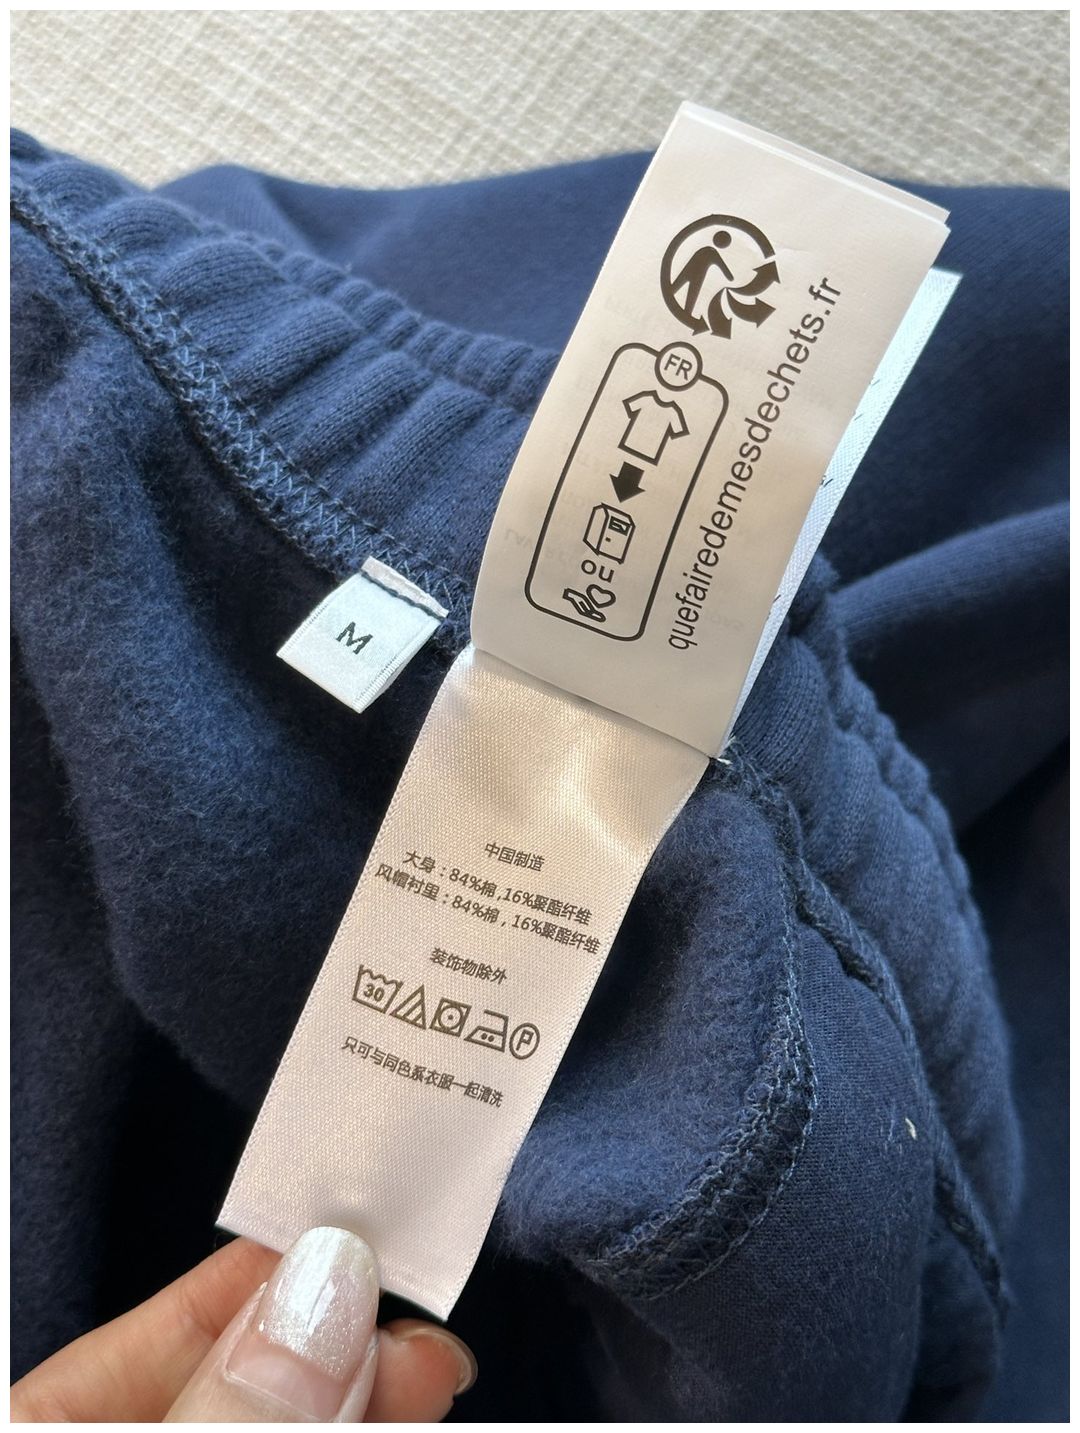 FR
quefairedemesdechets.fr
M
中国制造
大身：84%棉,16%聚酯纤维
风帽衬里：84%棉，16%聚酯纤维
装饰物除外
30
P
只可与同色系衣服一起清洗